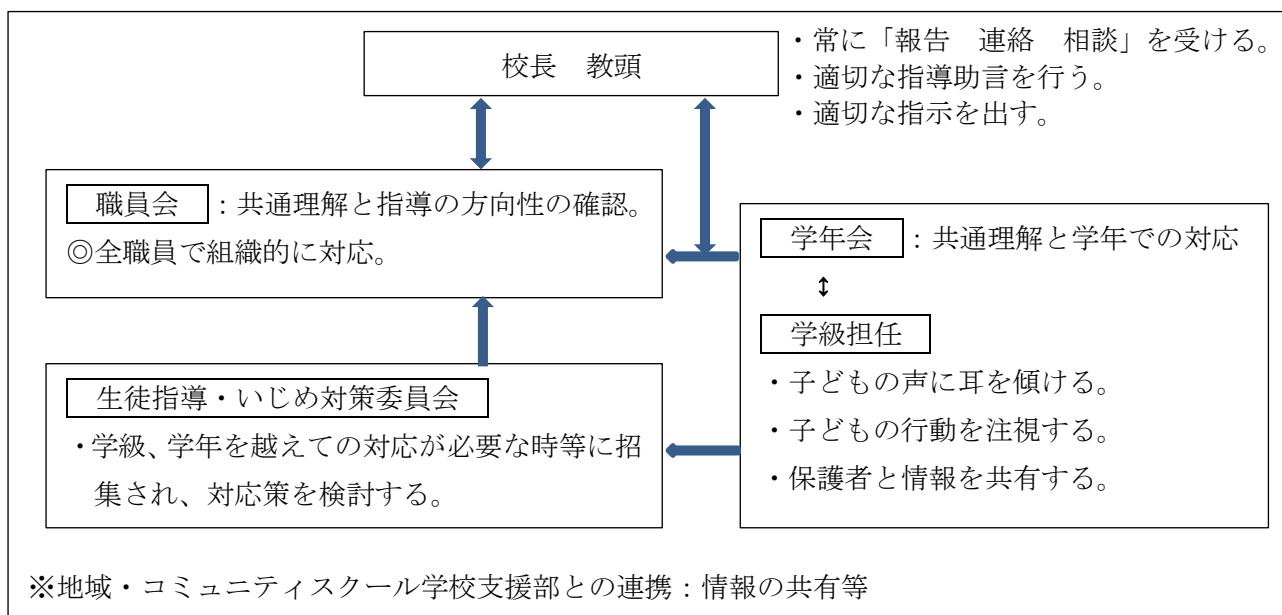 校長 教頭
・常に「報告 連絡 相談」を受ける。
・適切な指導助言を行う。
・適切な指示を出す。
職員会 : 共通理解と指導の方向性の確認。
◎全職員で組織的に対応。
学年会 : 共通理解と学年での対応
学級担任
・子どもの声に耳を傾ける。
・子どもの行動を注視する。
・保護者と情報を共有する。
生徒指導・いじめ対策委員会
・学級、学年を越えての対応が必要な時等に招
集され、対応策を検討する。
※地域・コミュニティスクール学校支援部との連携:情報の共有等